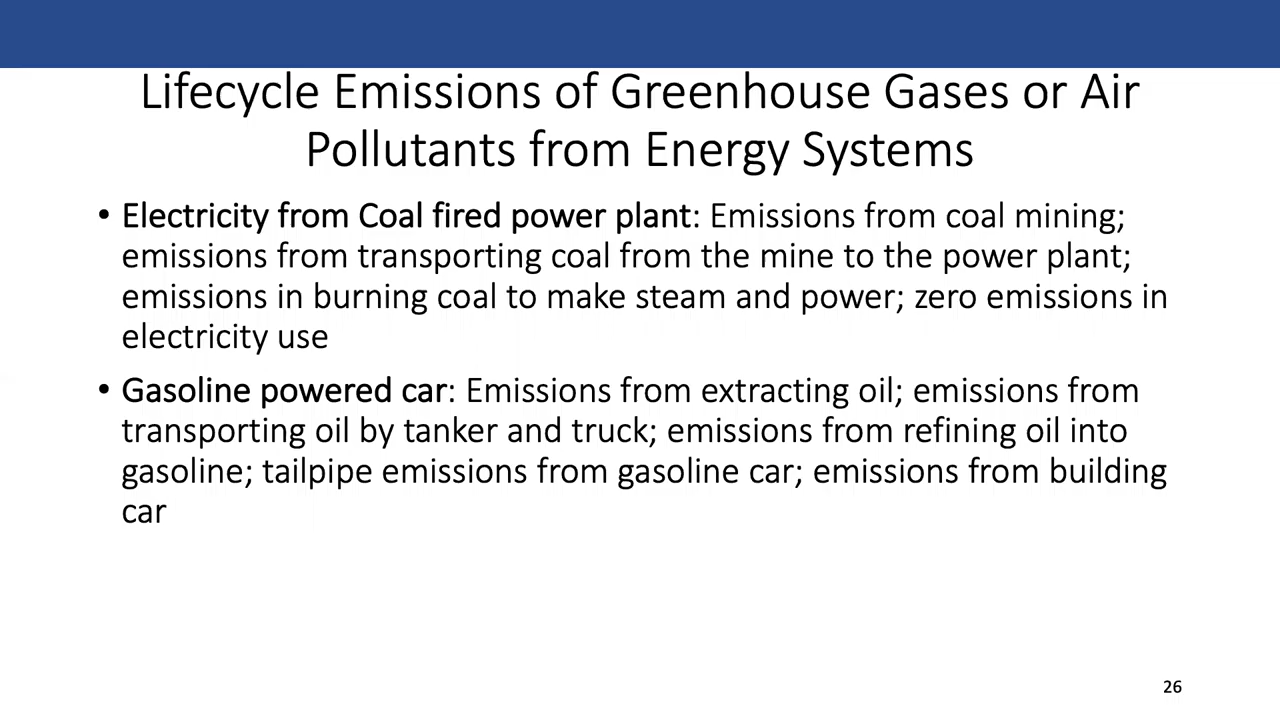 Lifecycle Emissions of Greenhouse Gases or Air
Pollutants from Energy Systems
• Electricity from Coal fired power plant: Emissions from coal mining;
emissions from transporting coal from the mine to the power plant;
emissions in burning coal to make steam and power; zero emissions in
electricity use
• Gasoline powered car: Emissions from extracting oil; emissions from
transporting oil by tanker and truck; emissions from refining oil into
gasoline; tailpipe emissions from gasoline car; emissions from building
car
26